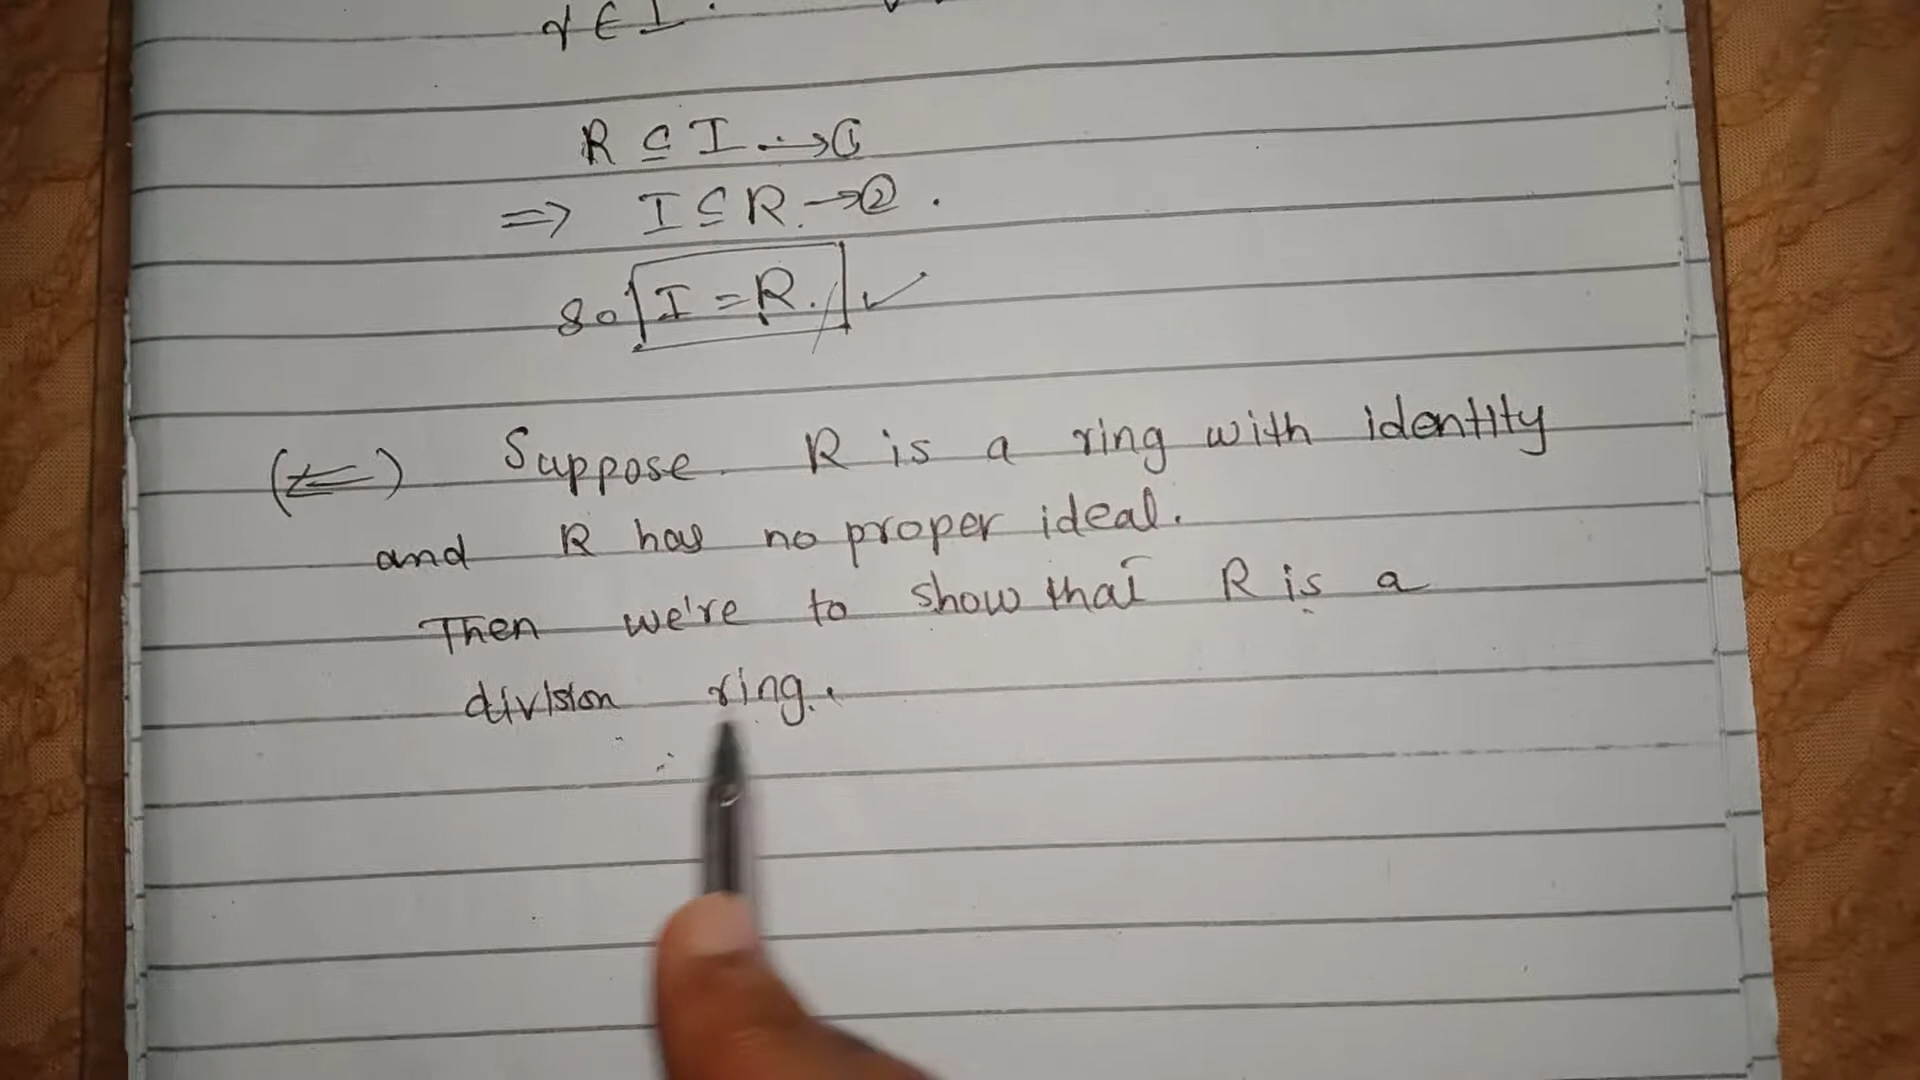 r ∈ I.
R ⊆ I → ①
⇒ I ⊆ R. → ② .
so I = R. ✓
(⇐) Suppose R is a ring with identity
and R has no proper ideal.
Then we're to show that R is a
division ring.